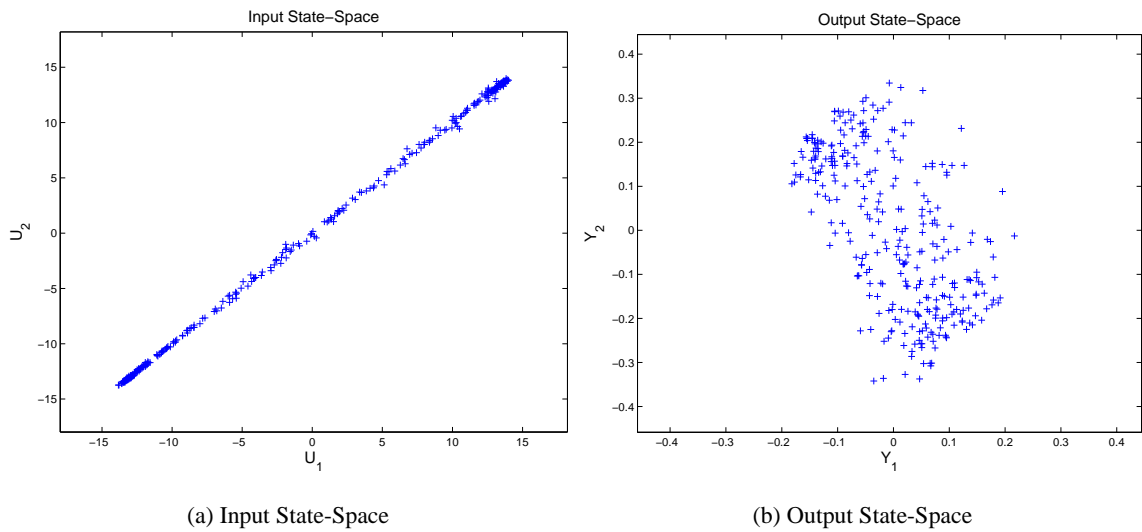 Input State−Space
15
10
5
0
−5
−10
−15
U2
−15 −10 −5 0 5 10 15
U1
(a) Input State-Space
Output State−Space
0.4
0.3
0.2
0.1
0
−0.1
−0.2
−0.3
−0.4
Y2
−0.4 −0.3 −0.2 −0.1 0 0.1 0.2 0.3 0.4
Y1
(b) Output State-Space